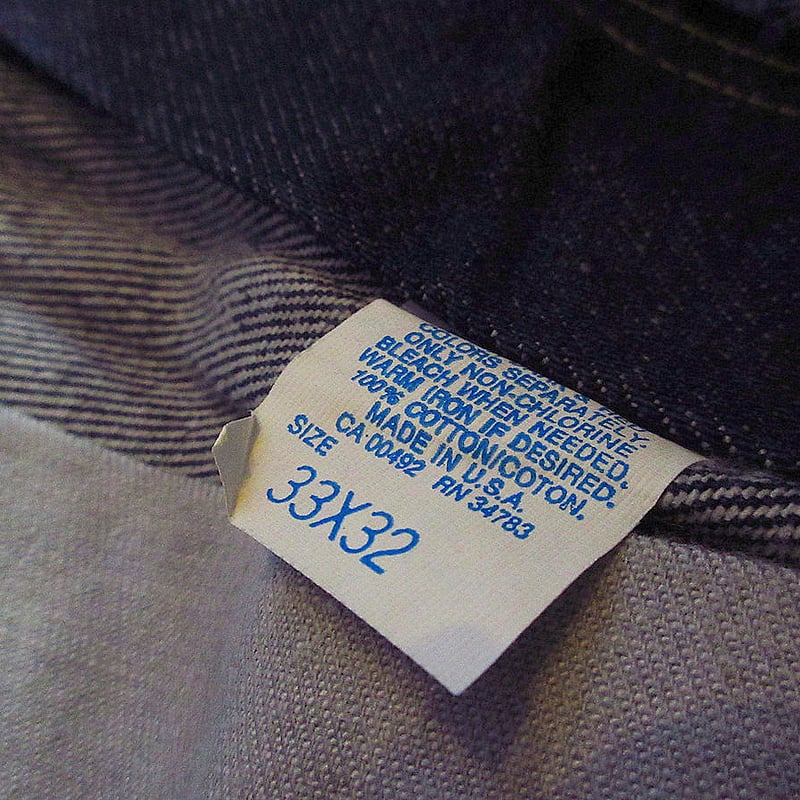 COLORS SEPARATELY.
ONLY NON-CHLORINE
BLEACH WHEN NEEDED.
WARM IRON IF DESIRED.
100% COTTON/COTON.
MADE IN U.S.A.
CA 00492 RN 34783
SIZE
33X32